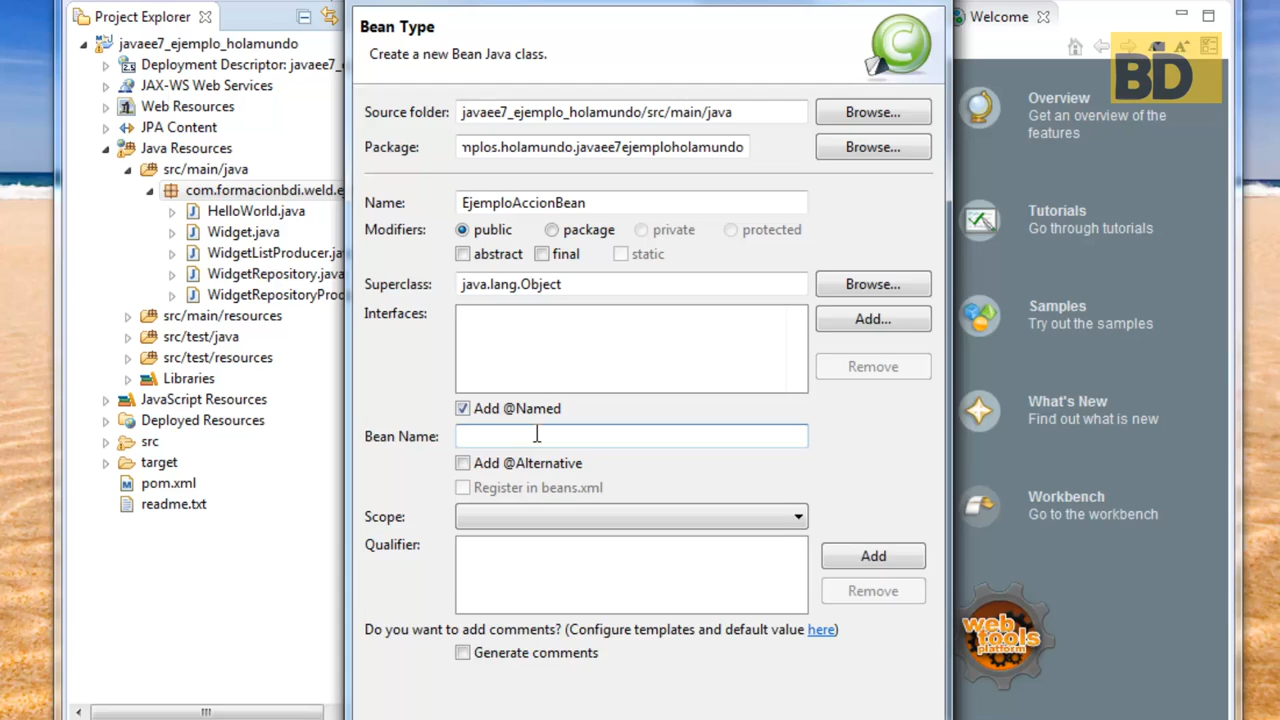 Project Explorer
javaee7_ejemplo_holamundo
Deployment Descriptor: javaee7_
JAX-WS Web Services
Web Resources
JPA Content
Java Resources
src/main/java
com.formacionbdi.weld.e
HelloWorld.java
Widget.java
WidgetListProducer.ja
WidgetRepository.java
WidgetRepositoryProd
src/main/resources
src/test/java
src/test/resources
Libraries
JavaScript Resources
Deployed Resources
src
target
pom.xml
readme.txt
Bean Type
Create a new Bean Java class.
Source folder: javaee7_ejemplo_holamundo/src/main/java Browse...
Package: mplos.holamundo.javaee7ejemploholamundo Browse...
Name: EjemploAccionBean
Modifiers: public package private protected
abstract final static
Superclass: java.lang.Object Browse...
Interfaces: Add...
Remove
Add @Named
Bean Name:
Add @Alternative
Register in beans.xml
Scope:
Qualifier: Add
Remove
Do you want to add comments? (Configure templates and default value here)
Generate comments
Welcome
BD
Overview
Get an overview of the
features
Tutorials
Go through tutorials
Samples
Try out the samples
What's New
Find out what is new
Workbench
Go to the workbench
web
tools
platform